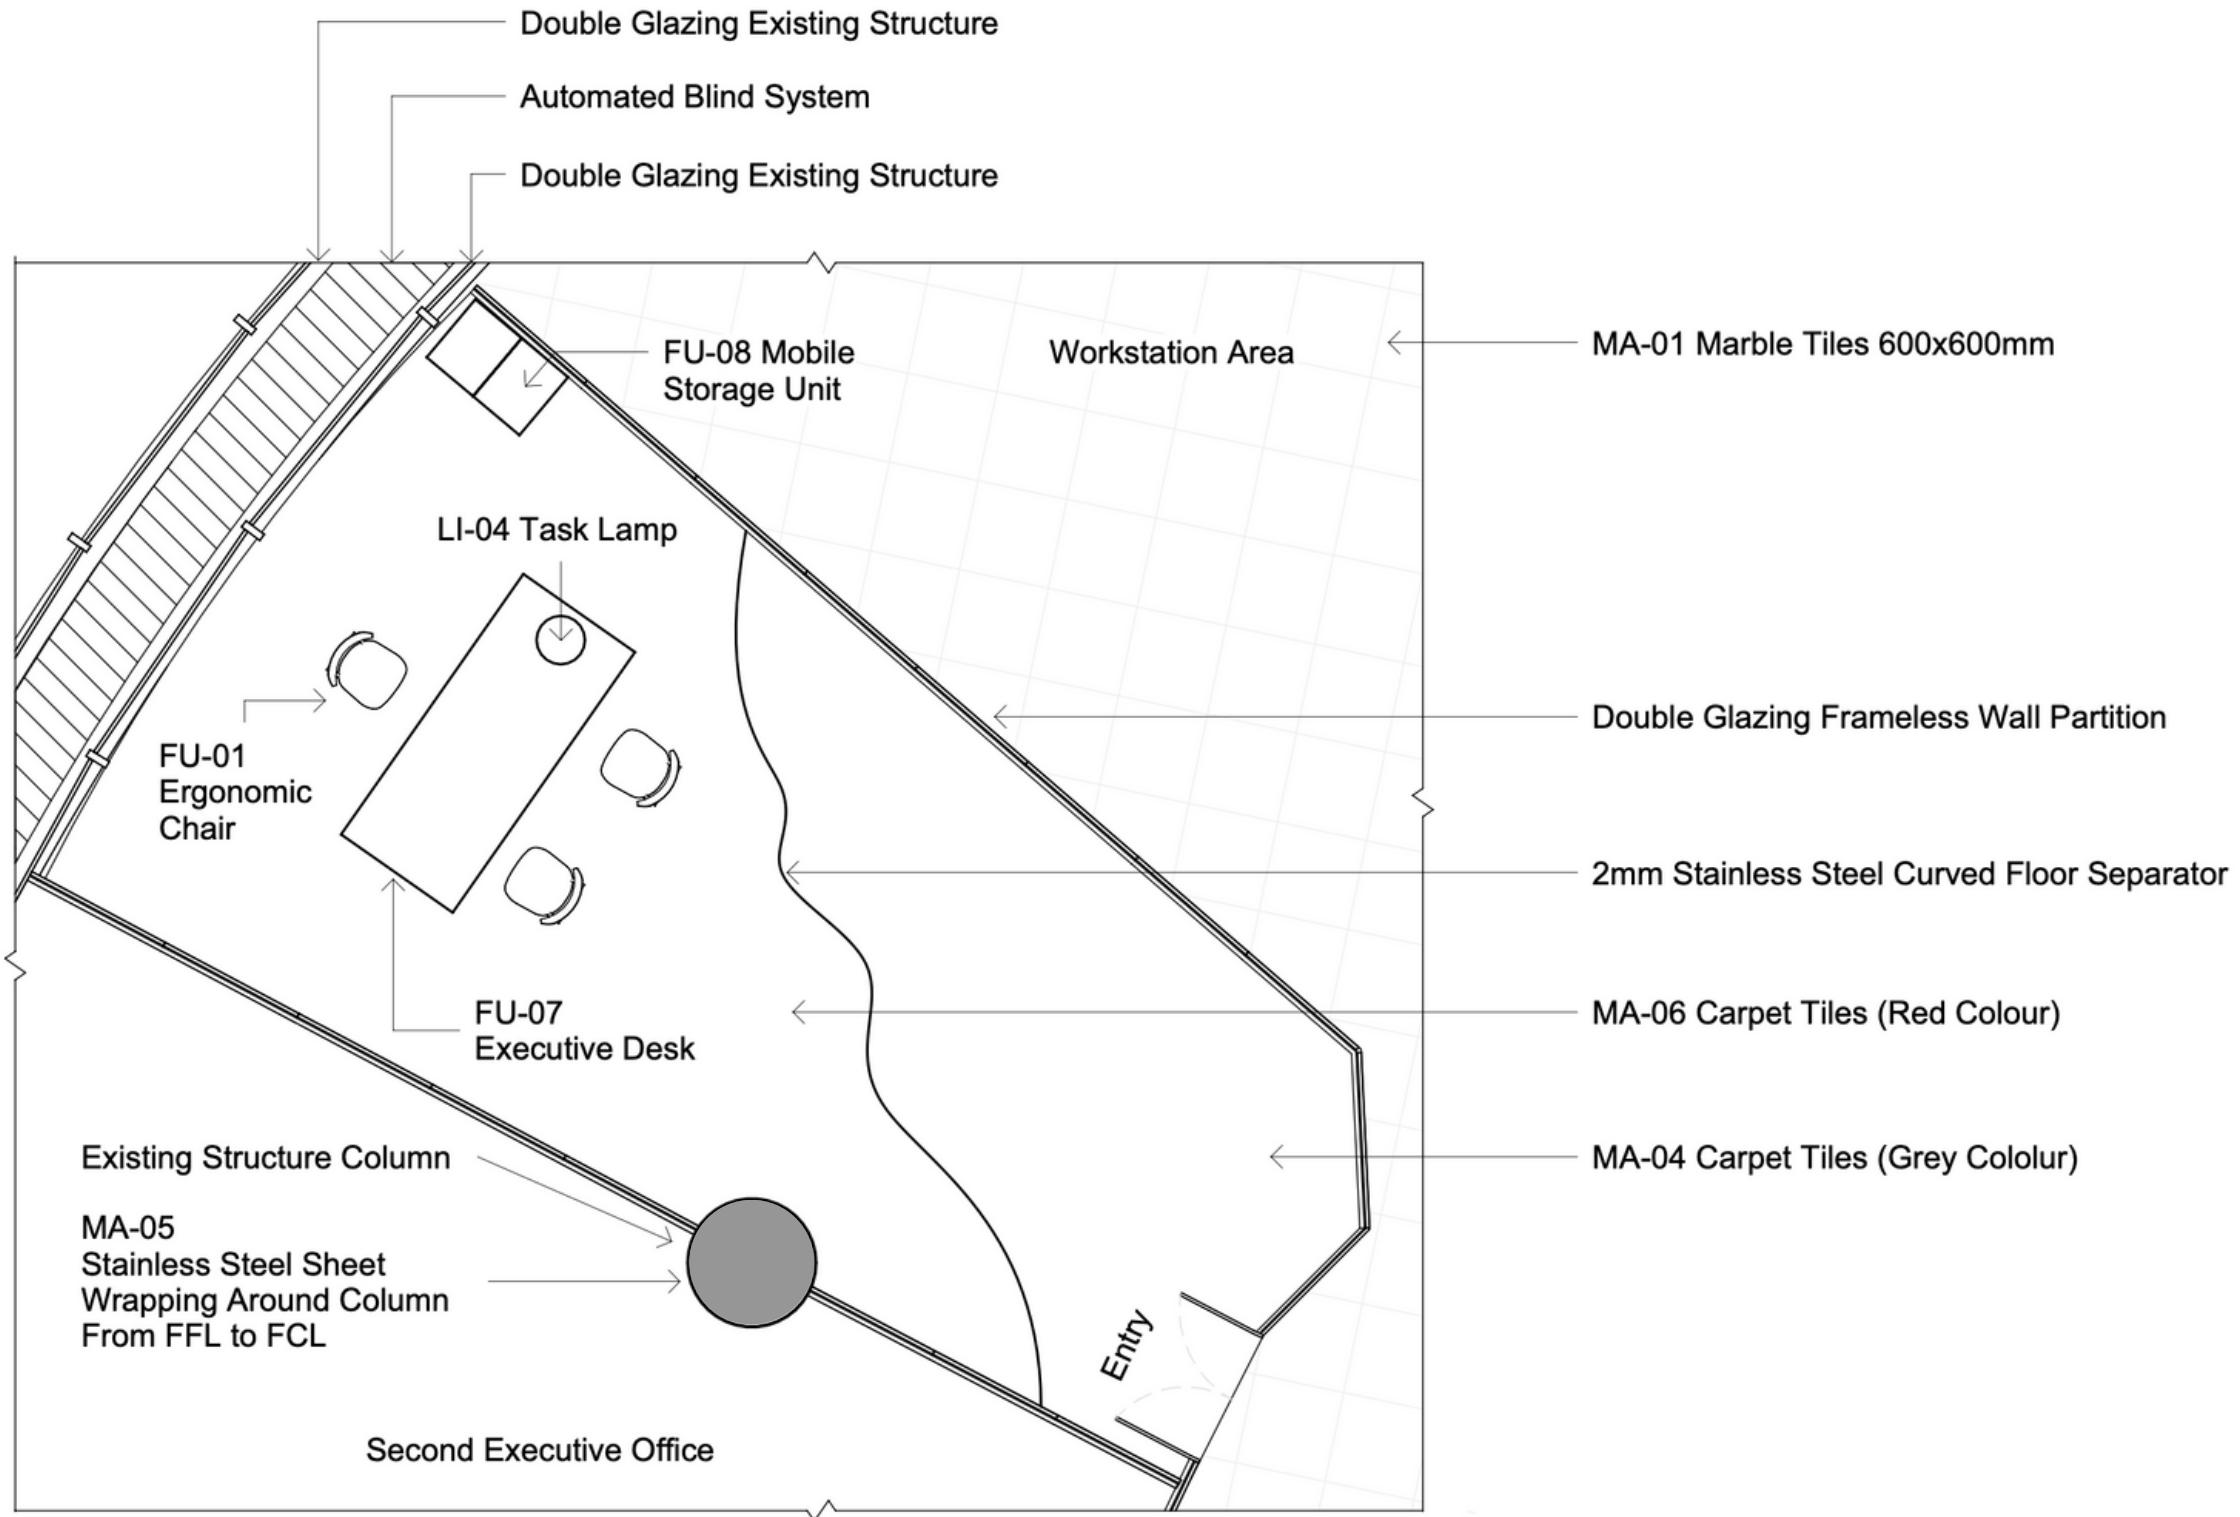 Double Glazing Existing Structure
Automated Blind System
Double Glazing Existing Structure
FU-08 Mobile
Storage Unit
Workstation Area
MA-01 Marble Tiles 600x600mm
LI-04 Task Lamp
FU-01
Ergonomic
Chair
Double Glazing Frameless Wall Partition
2mm Stainless Steel Curved Floor Separator
FU-07
Executive Desk
MA-06 Carpet Tiles (Red Colour)
Existing Structure Column
MA-04 Carpet Tiles (Grey Cololur)
MA-05
Stainless Steel Sheet
Wrapping Around Column
From FFL to FCL
Entry
Second Executive Office